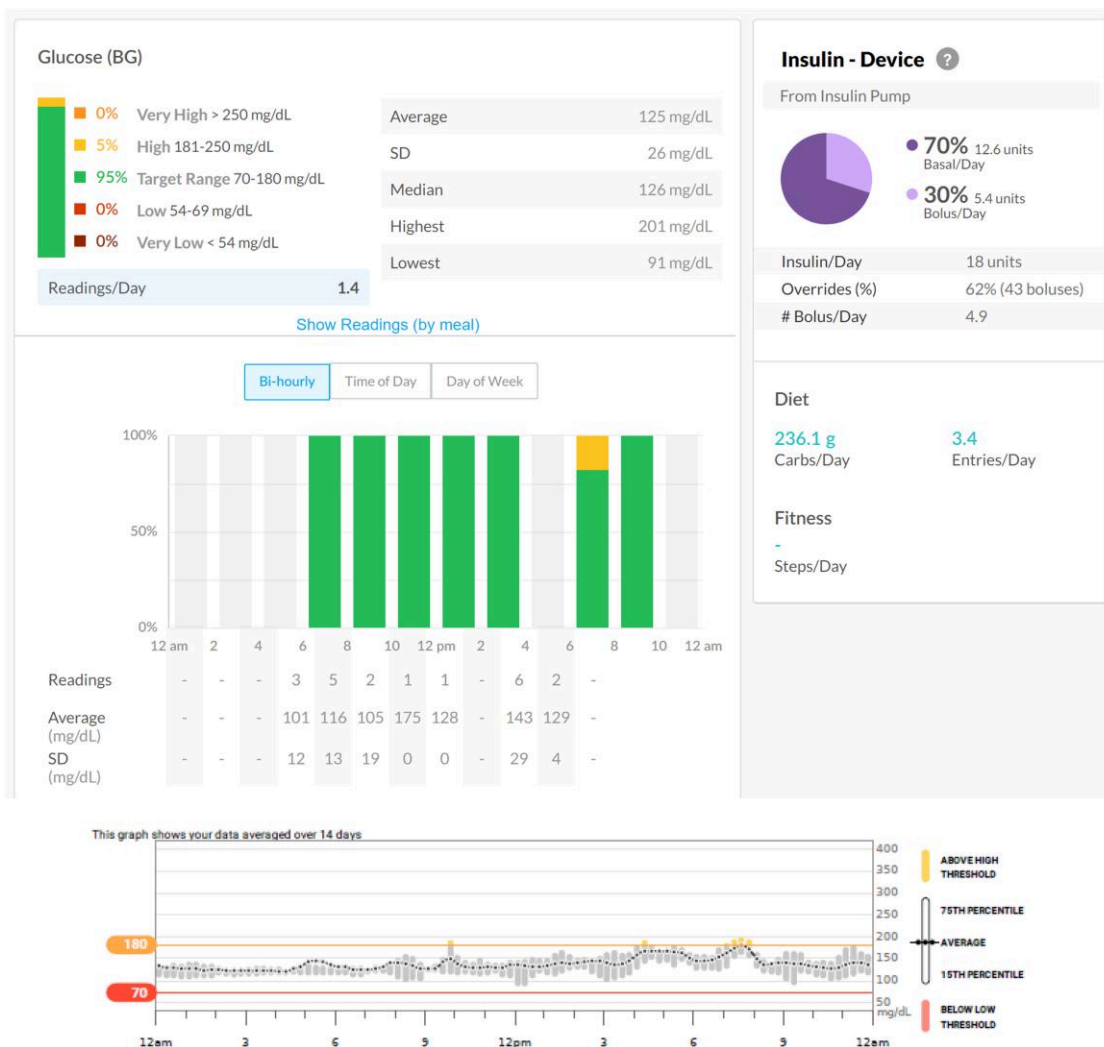 Glucose (BG)
0% Very High > 250 mg/dL
5% High 181-250 mg/dL
95% Target Range 70-180 mg/dL
0% Low 54-69 mg/dL
0% Very Low < 54 mg/dL
Readings/Day 1.4
Average 125 mg/dL
SD 26 mg/dL
Median 126 mg/dL
Highest 201 mg/dL
Lowest 91 mg/dL
Show Readings (by meal)
Bi-hourly Time of Day Day of Week
100%
50%
0%
12 am 2 4 6 8 10 12 pm 2 4 6 8 10 12 am
Readings - - - 3 5 2 1 1 - 6 2 -
Average - - - 101 116 105 175 128 - 143 129 -
(mg/dL)
SD - - - 12 13 19 0 0 - 29 4 -
(mg/dL)
Insulin - Device ?
From Insulin Pump
70% 12.6 units
Basal/Day
30% 5.4 units
Bolus/Day
Insulin/Day 18 units
Overrides (%) 62% (43 boluses)
# Bolus/Day 4.9
Diet
236.1 g 3.4
Carbs/Day Entries/Day
Fitness
-
Steps/Day
This graph shows your data averaged over 14 days
180
70
400
350
300
250
200
150
100
50
mg/dL
12am 3 6 9 12pm 3 6 9 12am
ABOVE HIGH
THRESHOLD
75TH PERCENTILE
AVERAGE
15TH PERCENTILE
BELOW LOW
THRESHOLD